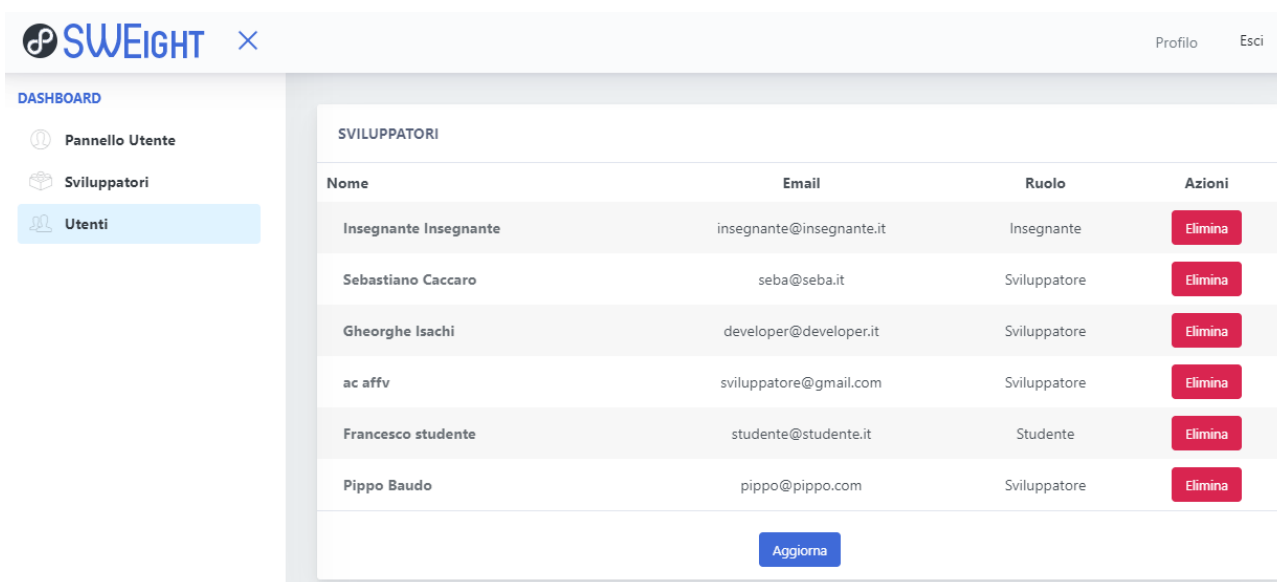 SWEIGHT
Profilo Esci
DASHBOARD
Pannello Utente
Sviluppatori
Utenti
SVILUPPATORI
Nome Email Ruolo Azioni
Insegnante Insegnante insegnante@insegnante.it Insegnante Elimina
Sebastiano Caccaro seba@seba.it Sviluppatore Elimina
Gheorghe Isachi developer@developer.it Sviluppatore Elimina
ac affv sviluppatore@gmail.com Sviluppatore Elimina
Francesco studente studente@studente.it Studente Elimina
Pippo Baudo pippo@pippo.com Sviluppatore Elimina
Aggiorna